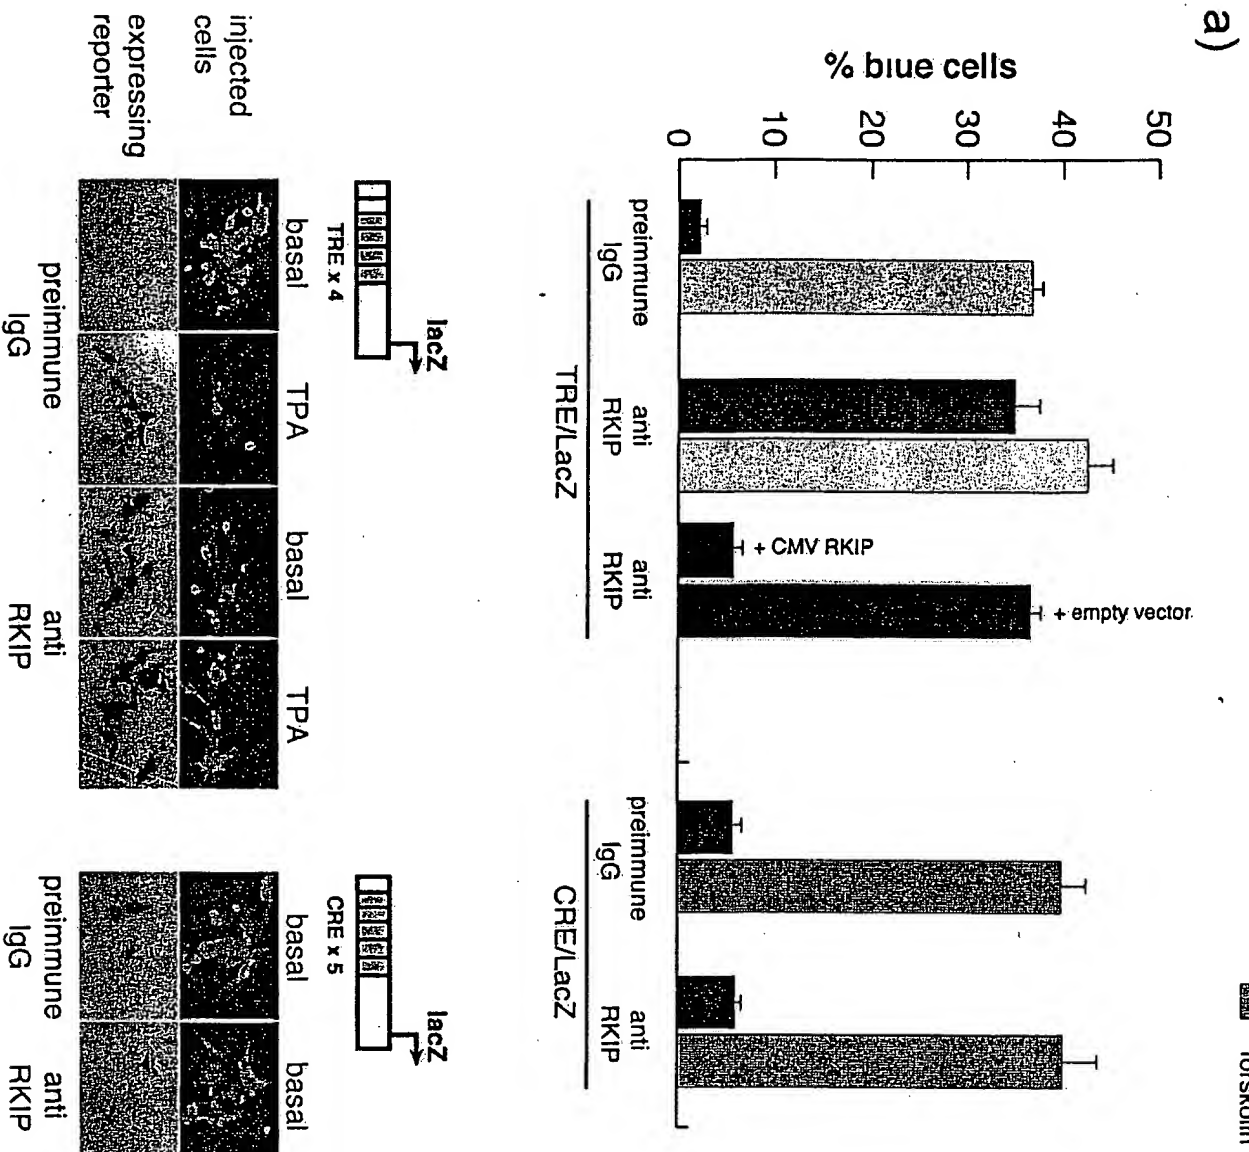 a)
forskolin
% blue cells
0
10
20
30
40
50
+ CMV RKIP
+ empty vector
preimmune
IgG
anti
RKIP
anti
RKIP
TRE/LacZ
preimmune
IgG
anti
RKIP
CRE/LacZ
lacZ
TRE x 4
lacZ
CRE x 5
basal
TPA
basal
TPA
basal
basal
injected
cells
expressing
reporter
preimmune
IgG
anti
RKIP
preimmune
IgG
anti
RKIP